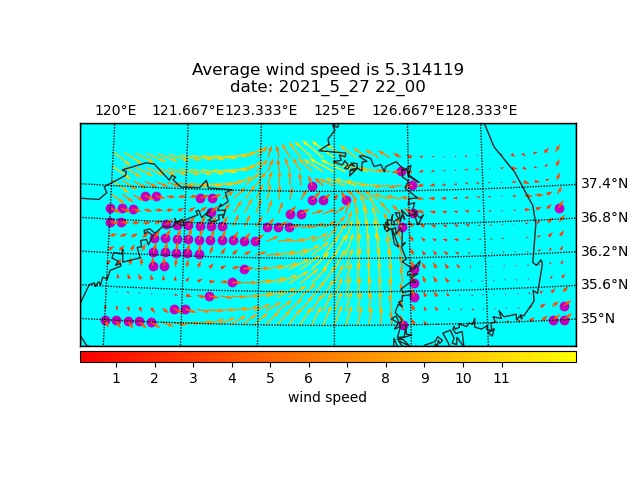 Average wind speed is 5.314119
date: 2021_5_27 22_00
120°E 121.667°E 123.333°E 125°E 126.667°E 128.333°E
37.4°N
36.8°N
36.2°N
35.6°N
35°N
1 2 3 4 5 6 7 8 9 10 11
wind speed